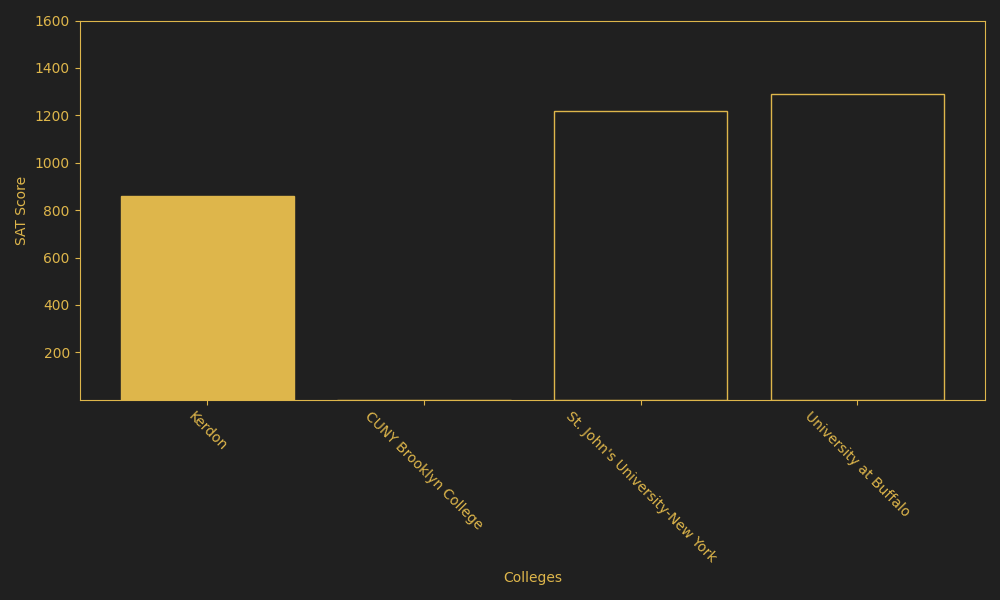 1600
1400
1200
1000
800
600
400
200
SAT Score
Kerdon
CUNY Brooklyn College
St. John's University-New York
University at Buffalo
Colleges